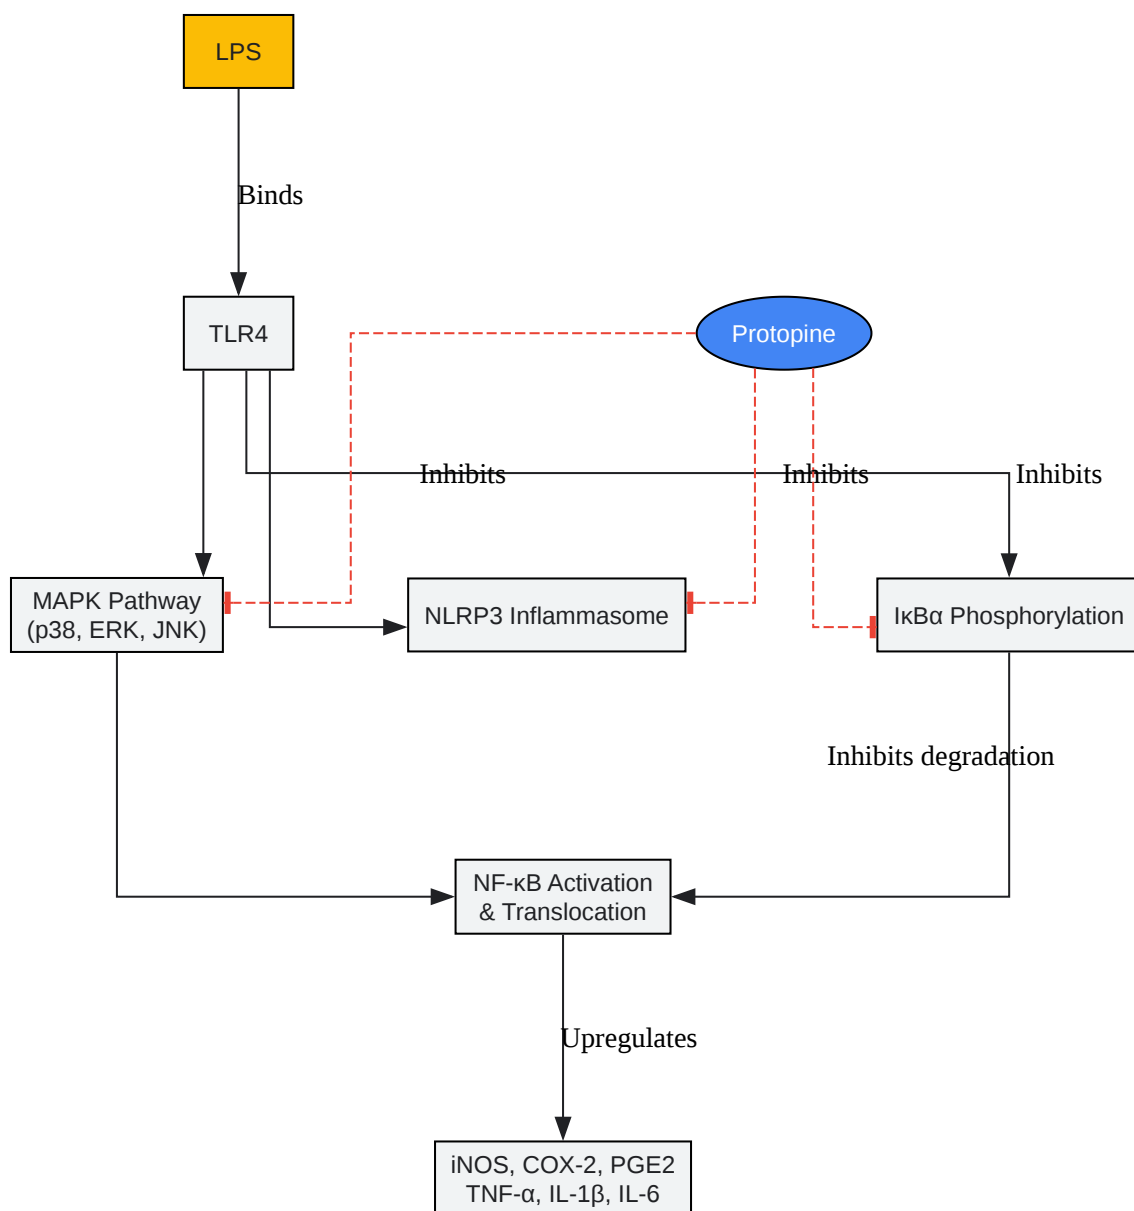 LPS
Binds
TLR4
Protopine
Inhibits
Inhibits
Inhibits
MAPK Pathway
(p38, ERK, JNK)
NLRP3 Inflammasome
IκBα Phosphorylation
Inhibits degradation
NF-κB Activation
& Translocation
Upregulates
iNOS, COX-2, PGE2
TNF-α, IL-1β, IL-6